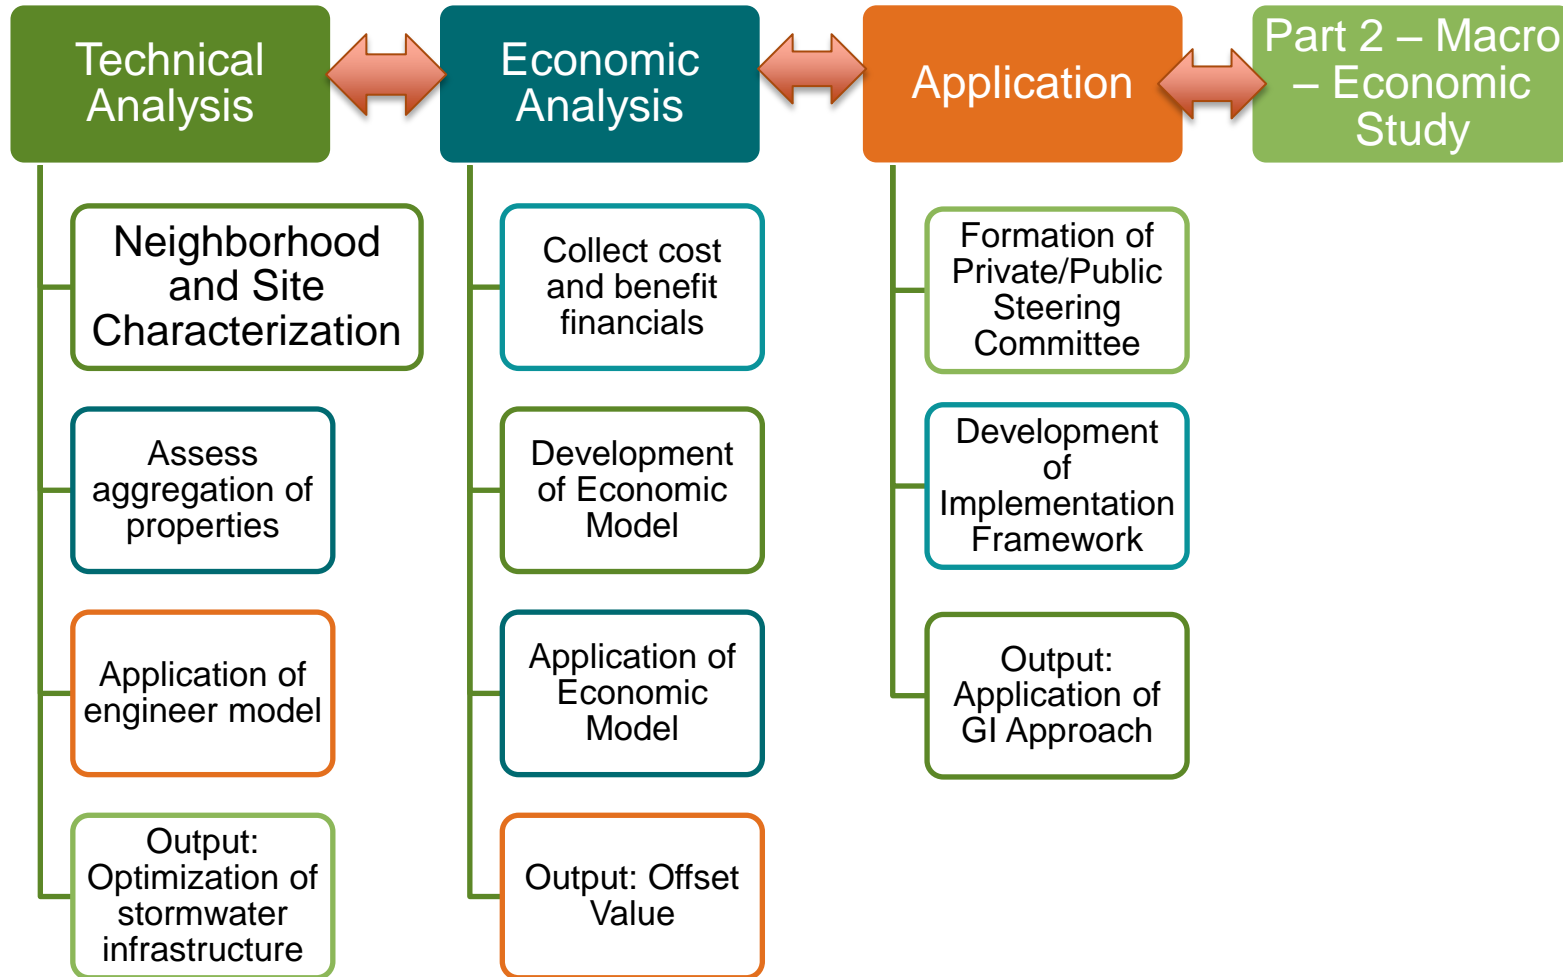 Technical
Analysis
Neighborhood
and Site
Characterization
Assess
aggregation of
properties
Application of
engineer model
Output:
Optimization of
stormwater
infrastructure
Economic
Analysis
Collect cost
and benefit
financials
Development
of Economic
Model
Application of
Economic
Model
Output: Offset
Value
Application
Formation of
Private/Public
Steering
Committee
Development
of
Implementation
Framework
Output:
Application of
GI Approach
Part 2 – Macro
– Economic
Study